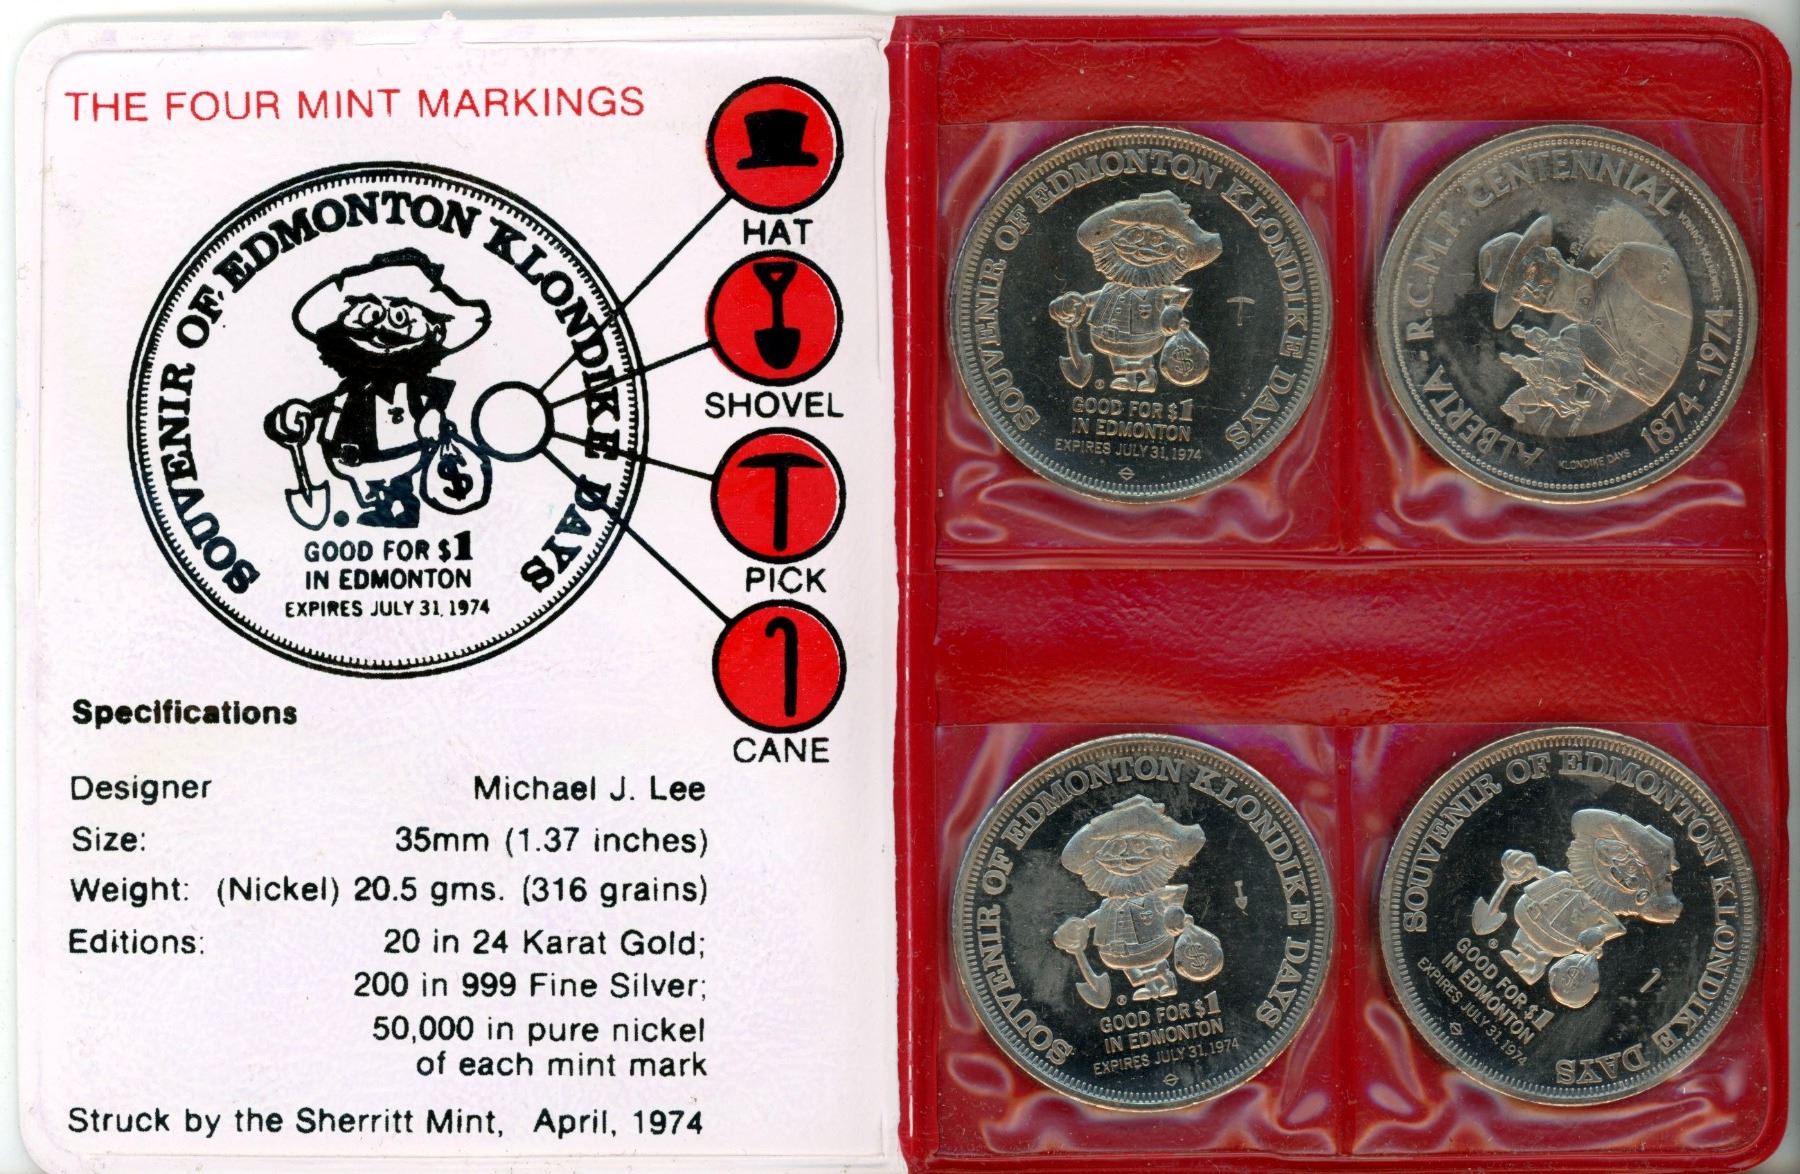 THE FOUR MINT MARKINGS
SOUVENIR OF EDMONTON KLONDIKE DAYS
GOOD FOR $1
IN EDMONTON
EXPIRES JULY 31, 1974
HAT
SHOVEL
PICK
CANE
$
Specifications
Designer Michael J. Lee
Size: 35mm (1.37 inches)
Weight: (Nickel) 20.5 gms. (316 grains)
Editions: 20 in 24 Karat Gold;
200 in 999 Fine Silver;
50,000 in pure nickel
of each mint mark
Struck by the Sherritt Mint, April, 1974
SOUVENIR OF EDMONTON KLONDIKE DAYS
$
GOOD FOR $1
IN EDMONTON
EXPIRES JULY 31, 1974
ALBERTA - R.C.M.P. CENTENNIAL
1874-1974
KLONDIKE DAYS
SOUVENIR OF EDMONTON KLONDIKE DAYS
$
GOOD FOR $1
IN EDMONTON
EXPIRES JULY 31, 1974
SOUVENIR OF EDMONTON KLONDIKE DAYS
$
GOOD FOR $1
IN EDMONTON
EXPIRES JULY 31, 1974